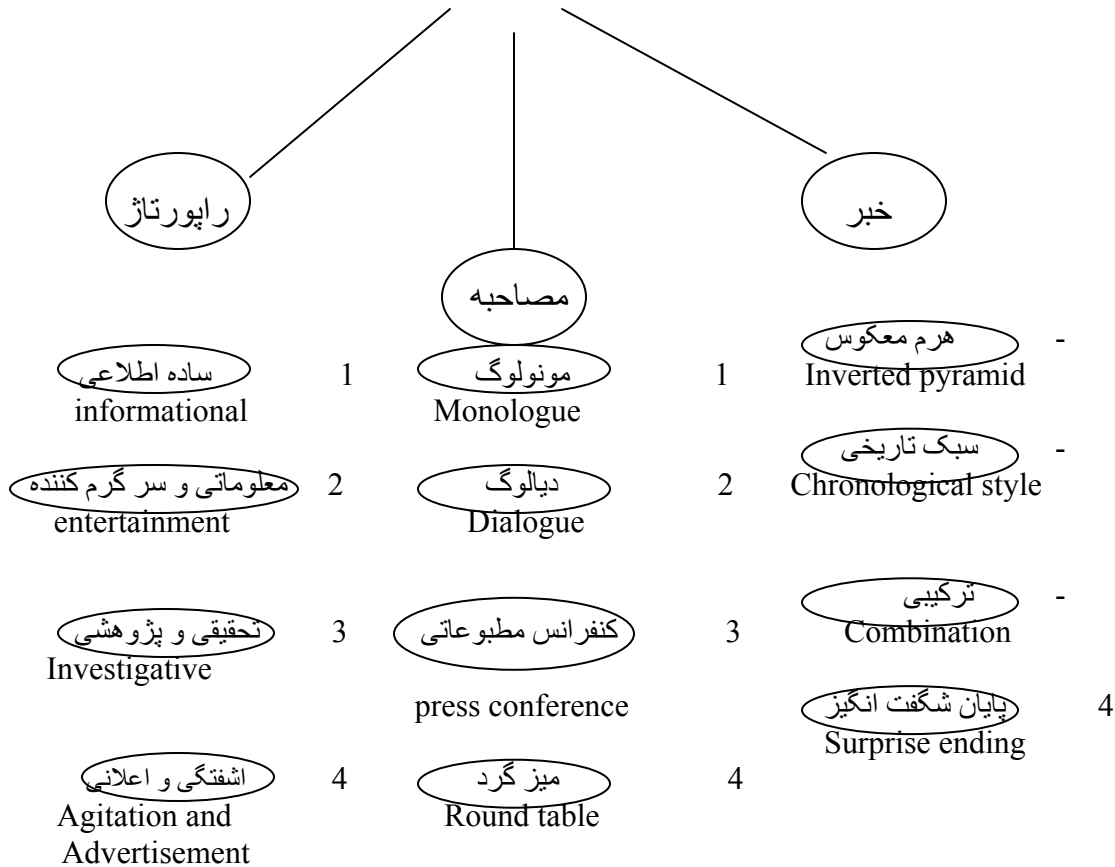 خبر
راپورتاژ
مصاحبه
- هرم معکوس
Inverted pyramid
- سبک تاریخی
Chronological style
- ترکیبی
Combination
4 پایان شگفت انگیز
Surprise ending
1 مونولوگ
Monologue
2 دیالوگ
Dialogue
3 کنفرانس مطبوعاتی
press conference
4 میز گرد
Round table
1 ساده اطلاعی
informational
2 معلوماتی و سر گرم کننده
entertainment
3 تحقیقی و پژوهشی
Investigative
4 اشفتگی و اعلانی
Agitation and
Advertisement